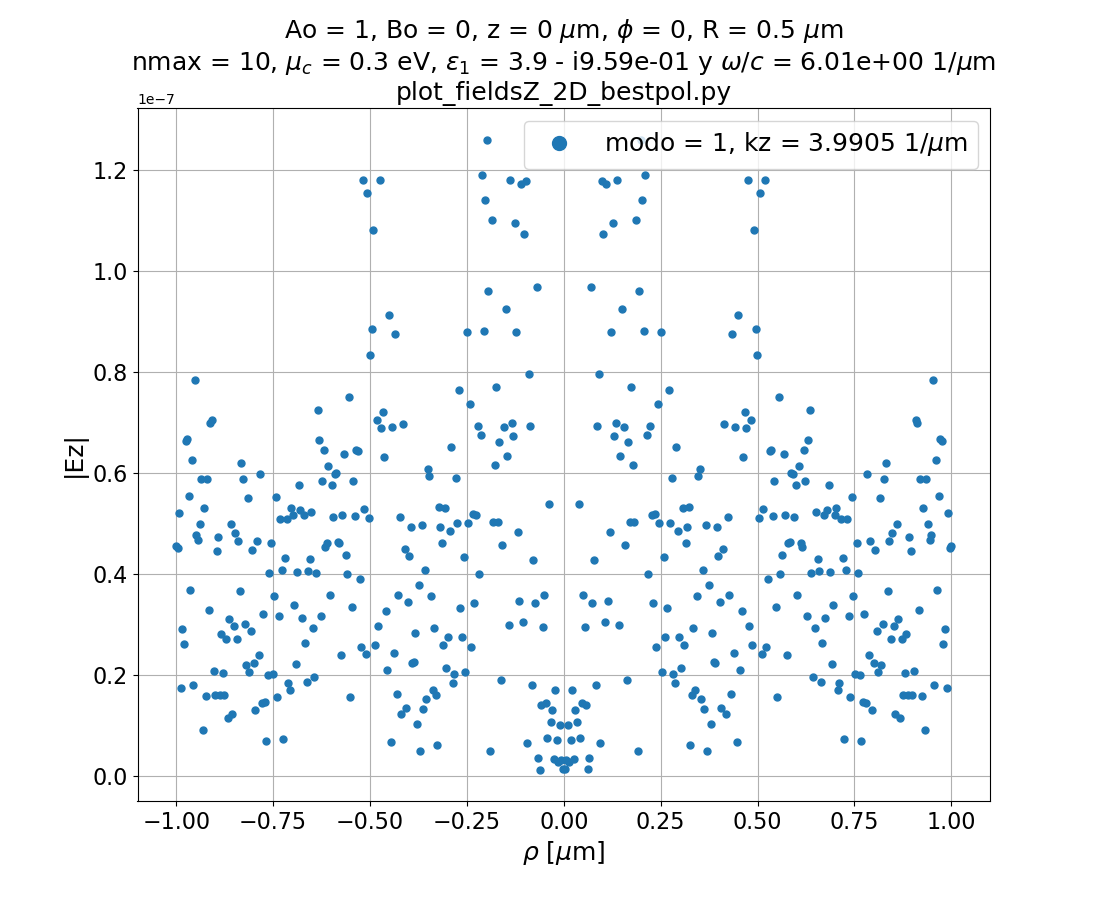 Ao = 1, Bo = 0, z = 0 μm, ϕ = 0, R = 0.5 μm
nmax = 10, μc = 0.3 eV, ε1 = 3.9 - i9.59e-01 y ω/c = 6.01e+00 1/μm
plot_fieldsZ_2D_bestpol.py
1e−7
modo = 1, kz = 3.9905 1/μm
1.2
1.0
0.8
0.6
0.4
0.2
0.0
|Ez|
−1.00 −0.75 −0.50 −0.25 0.00 0.25 0.50 0.75 1.00
ρ [μm]